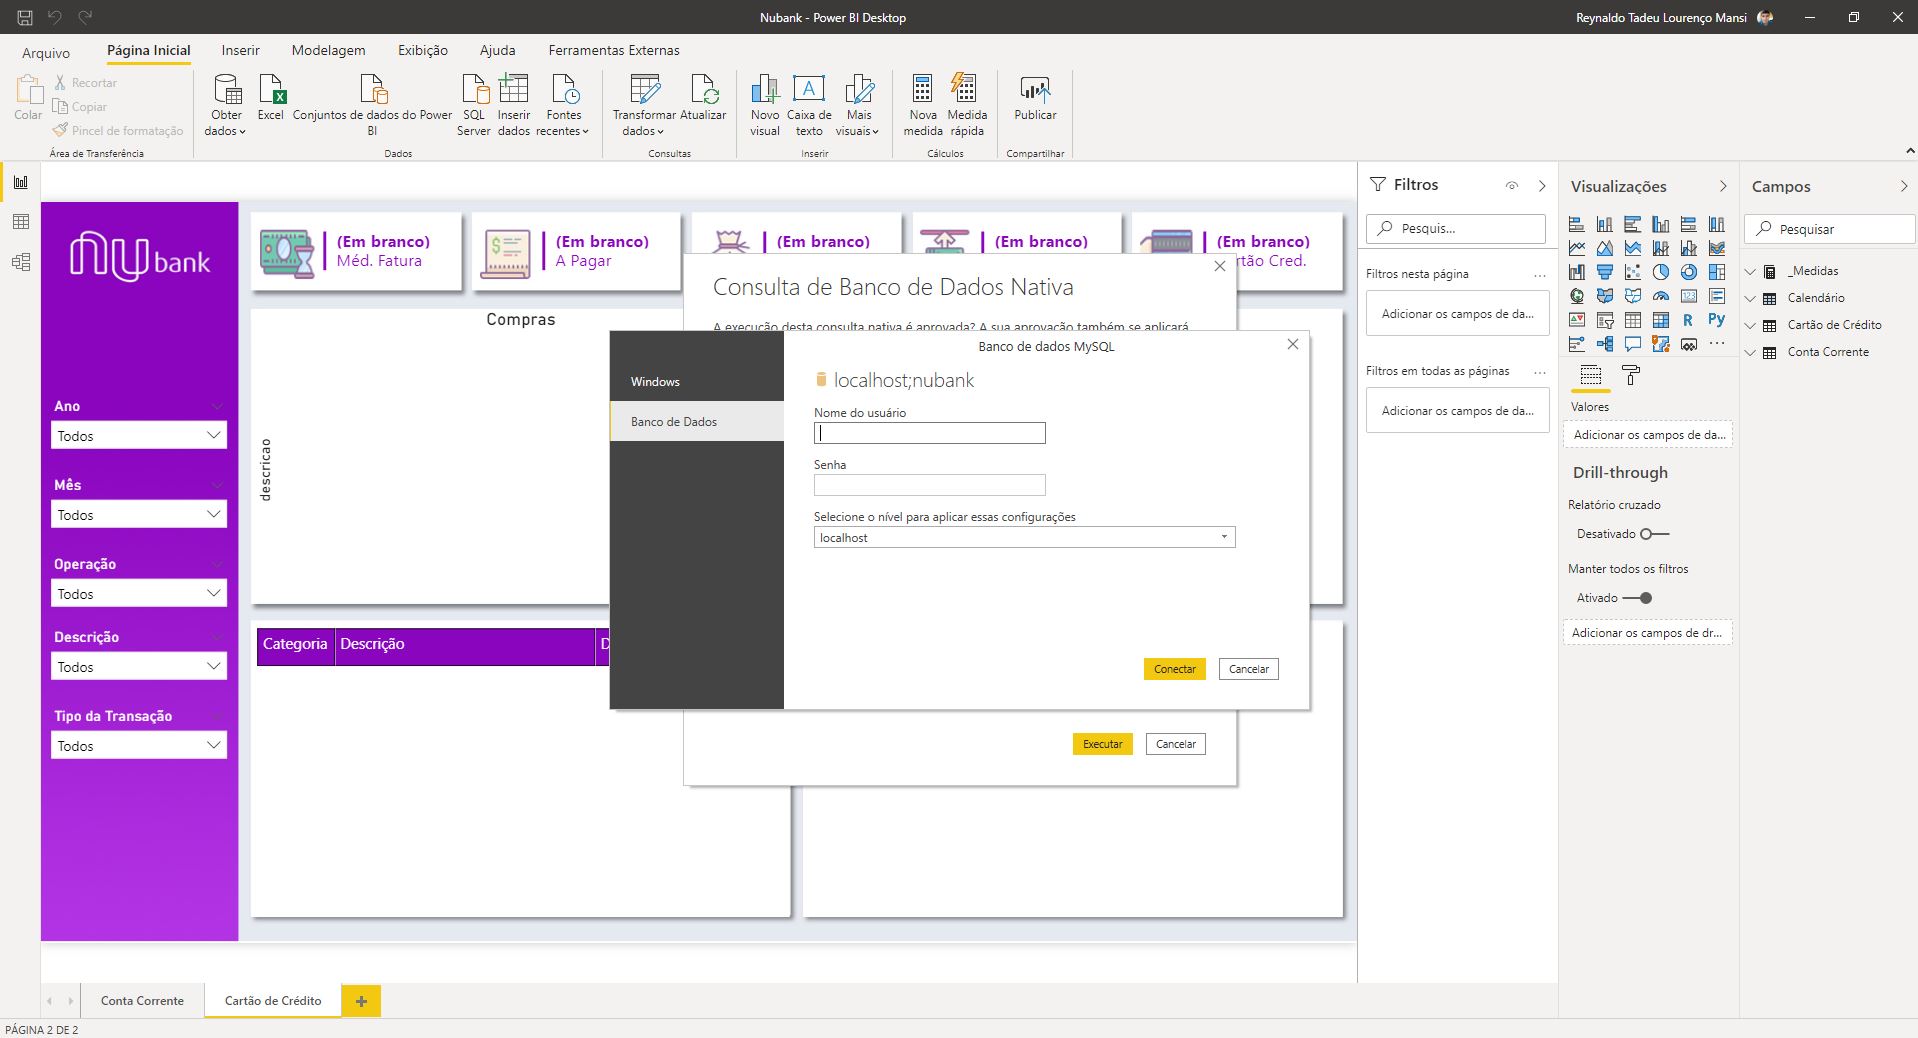 Nubank - Power BI Desktop
Reynaldo Tadeu Lourenço Mansi
Arquivo
Página Inicial
Inserir
Modelagem
Exibição
Ajuda
Ferramentas Externas
Colar
Recortar
Copiar
Pincel de formatação
Área de Transferência
Obter dados
Excel
Conjuntos de dados do Power BI
SQL Server
Inserir dados
Fontes recentes
Dados
Transformar dados
Atualizar
Consultas
Novo visual
Caixa de texto
Mais visuais
Inserir
Nova medida
Medida rápida
Cálculos
Publicar
Compartilhar
nu bank
Ano
Todos
Mês
Todos
Operação
Todos
Descrição
Todos
Tipo da Transação
Todos
(Em branco)
Méd. Fatura
(Em branco)
A Pagar
(Em branco)
(Em branco)
(Em branco)
rtão Cred.
Compras
descricao
Categoria
Descrição
D
Consulta de Banco de Dados Nativa
A execução desta consulta nativa é aprovada? A sua aprovação também se aplicará
Executar
Cancelar
Banco de dados MySQL
Windows
Banco de Dados
localhost;nubank
Nome do usuário
Senha
Selecione o nível para aplicar essas configurações
localhost
Conectar
Cancelar
Filtros
Pesquis...
Filtros nesta página
...
Adicionar os campos de da...
Filtros em todas as páginas
...
Adicionar os campos de da...
Visualizações
123
R
Py
...
Valores
Adicionar os campos de da...
Drill-through
Relatório cruzado
Desativado
Manter todos os filtros
Ativado
Adicionar os campos de dr...
Campos
Pesquisar
_Medidas
Calendário
Cartão de Crédito
Conta Corrente
Conta Corrente
Cartão de Crédito
+
PÁGINA 2 DE 2